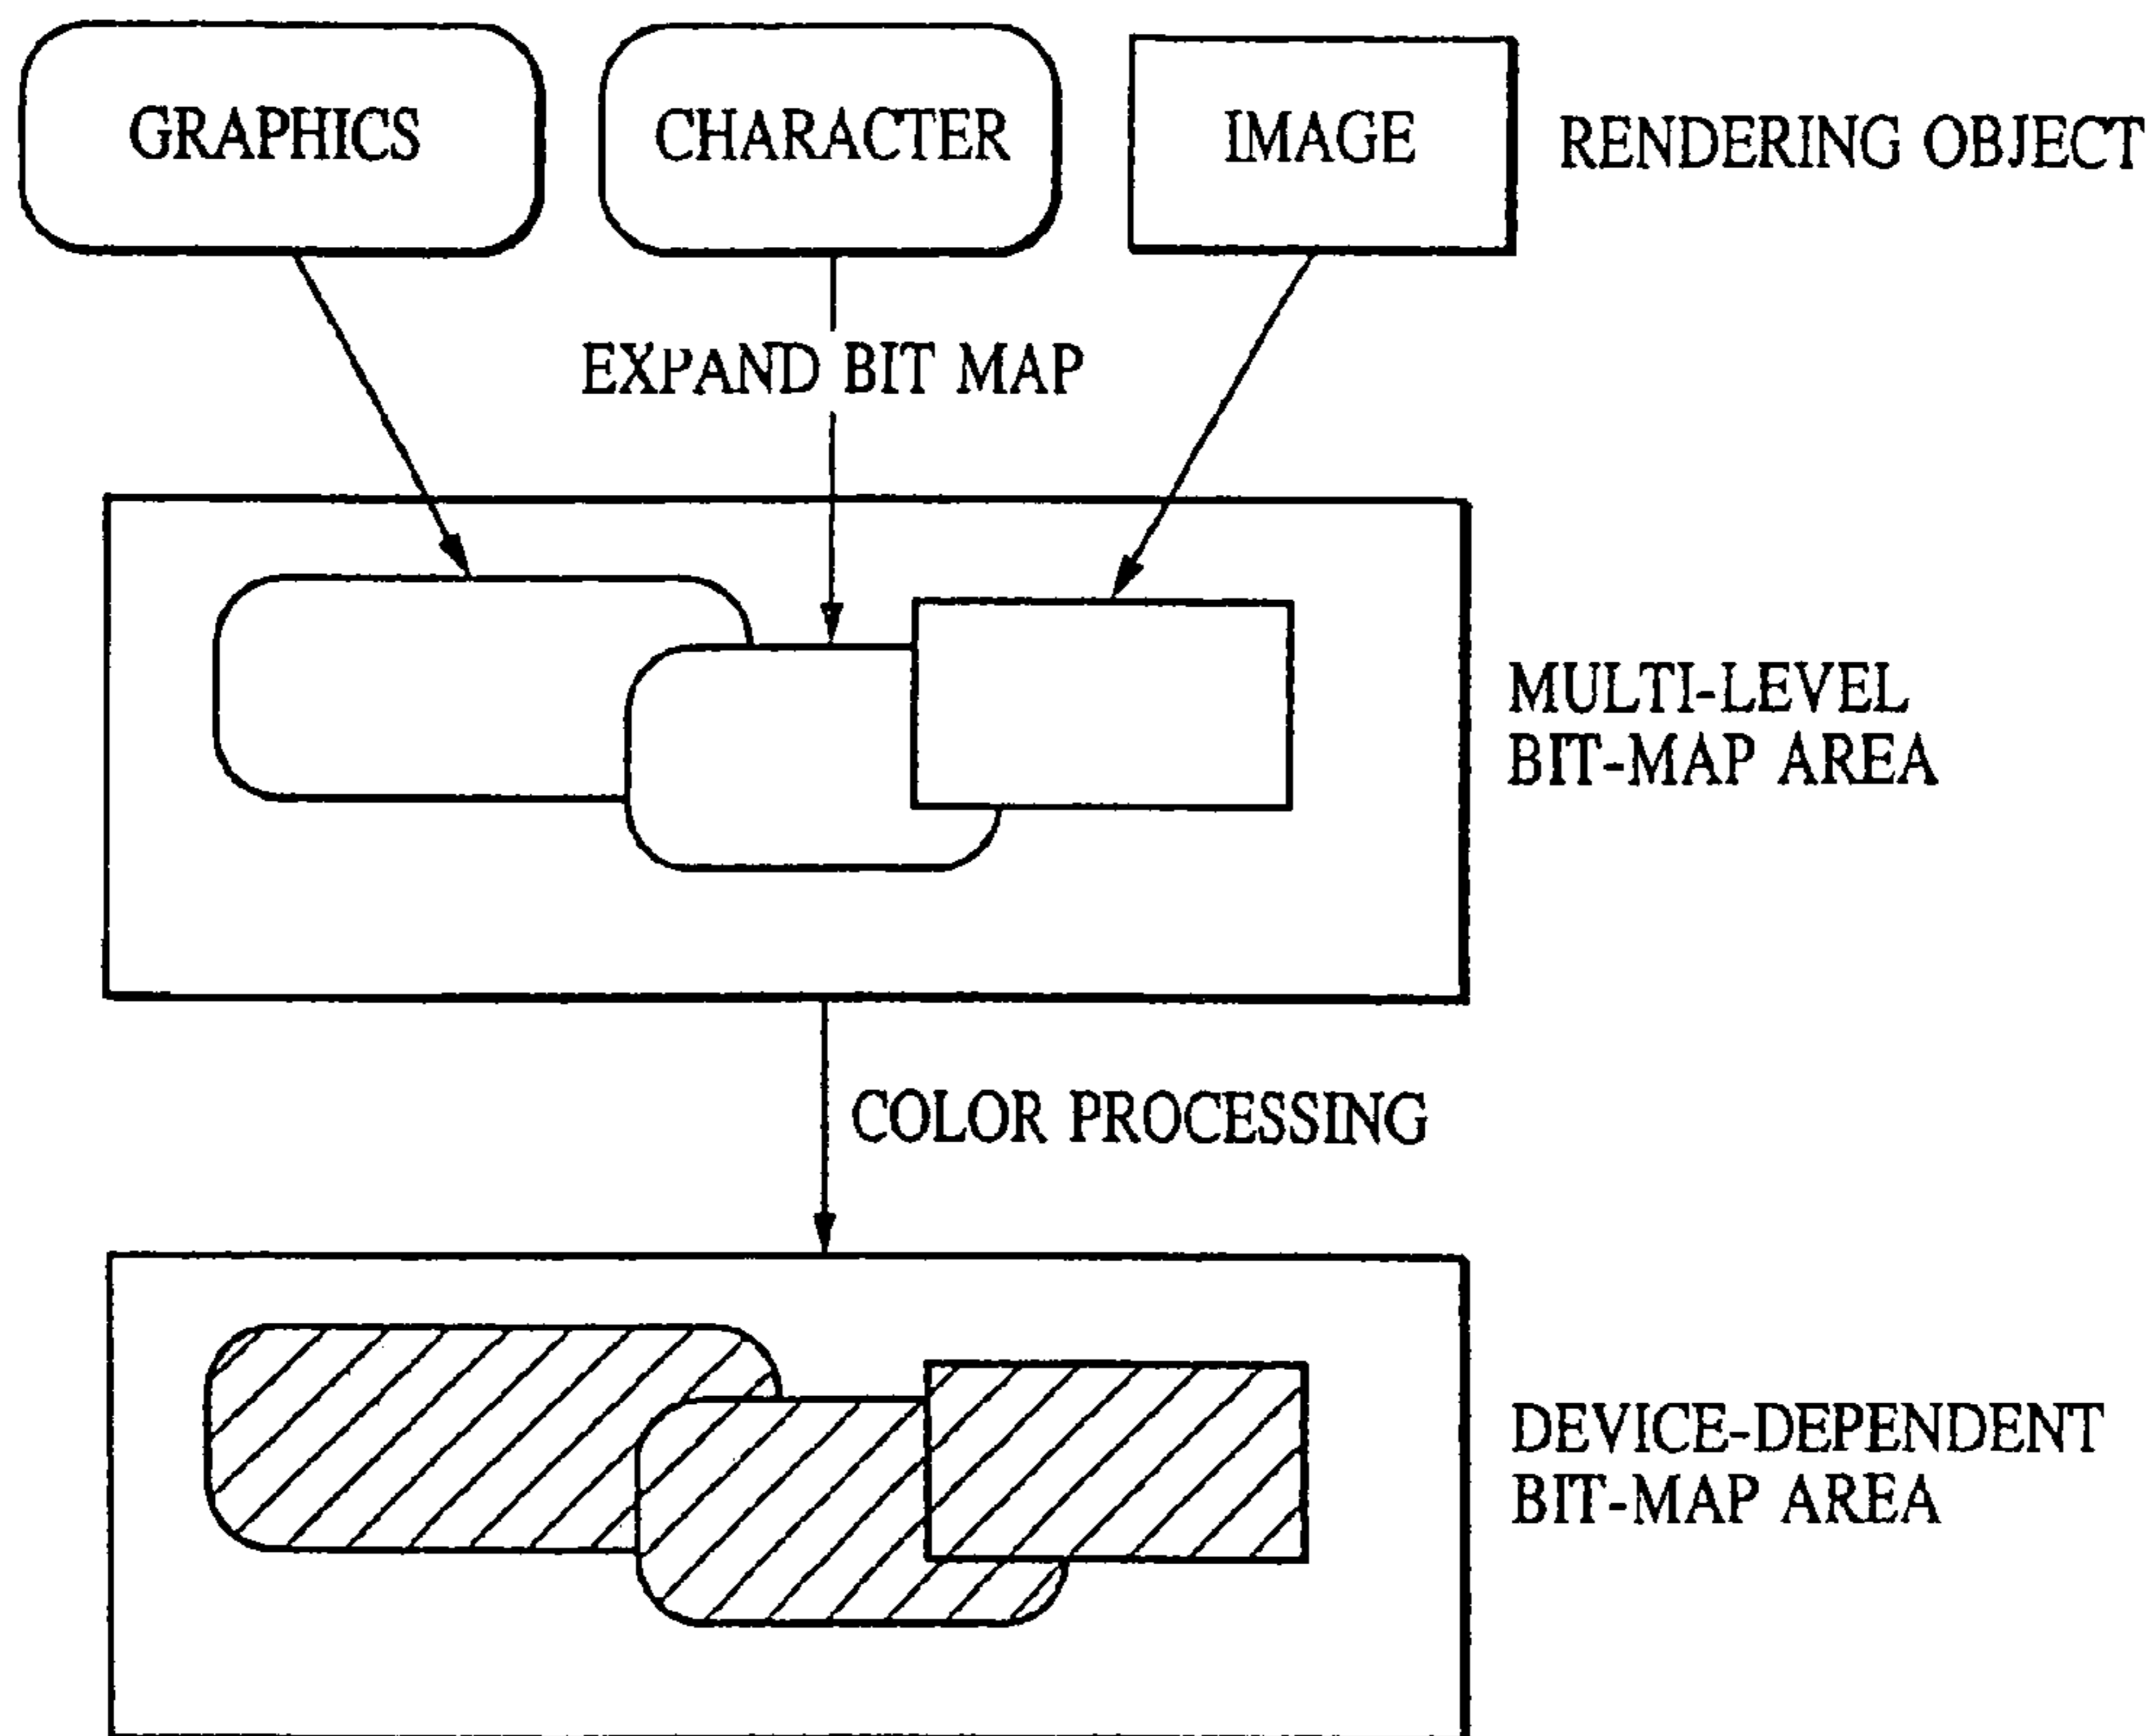 GRAPHICS
CHARACTER
IMAGE
RENDERING OBJECT
EXPAND BIT MAP
MULTI-LEVEL
BIT-MAP AREA
COLOR PROCESSING
DEVICE-DEPENDENT
BIT-MAP AREA